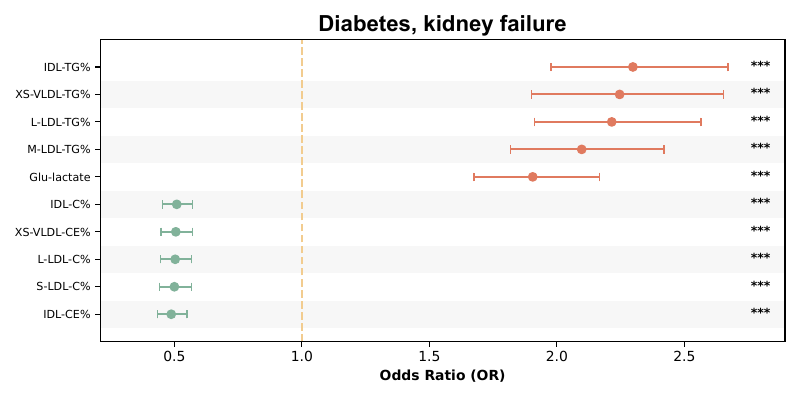 Diabetes, kidney failure
IDL-TG% ***
XS-VLDL-TG% ***
L-LDL-TG% ***
M-LDL-TG% ***
Glu-lactate ***
IDL-C% ***
XS-VLDL-CE% ***
L-LDL-C% ***
S-LDL-C% ***
IDL-CE% ***
0.5 1.0 1.5 2.0 2.5
Odds Ratio (OR)